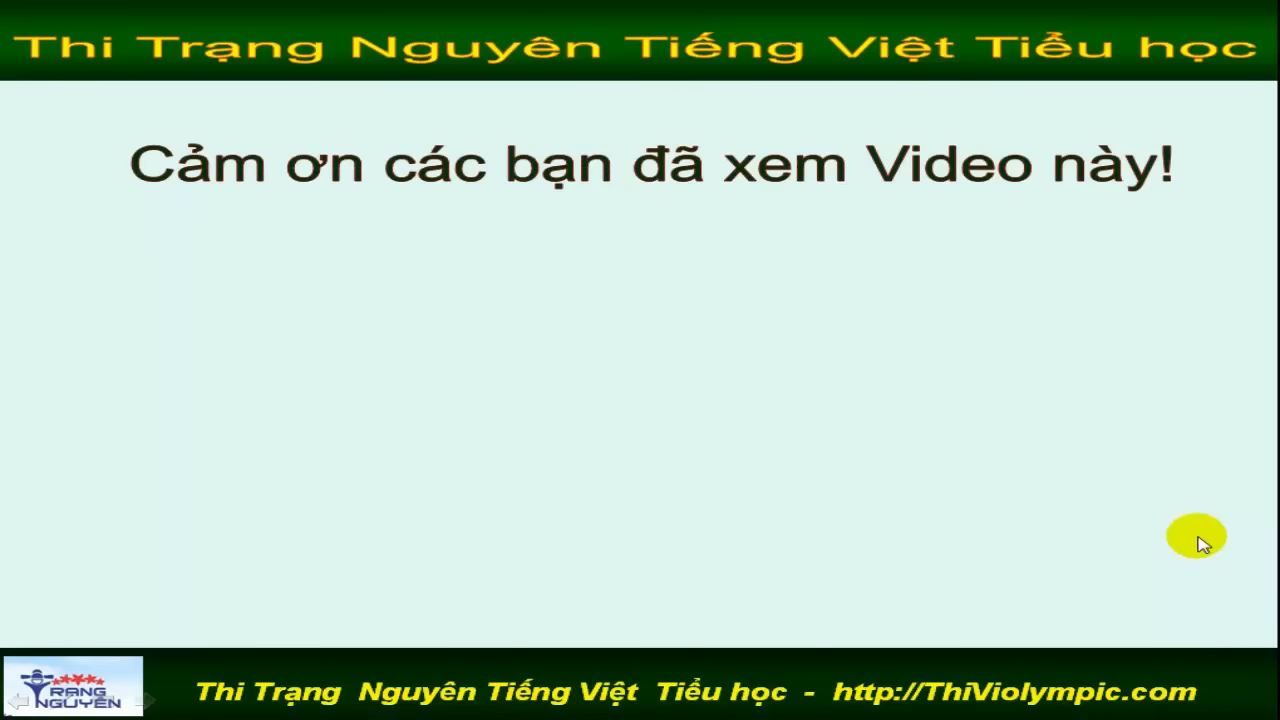 Thi Trạng Nguyên Tiếng Việt Tiểu học
Cảm ơn các bạn đã xem Video này!
TRẠNG
NGUYÊN
Thi Trạng Nguyên Tiếng Việt Tiểu học - http://ThiViolympic.com